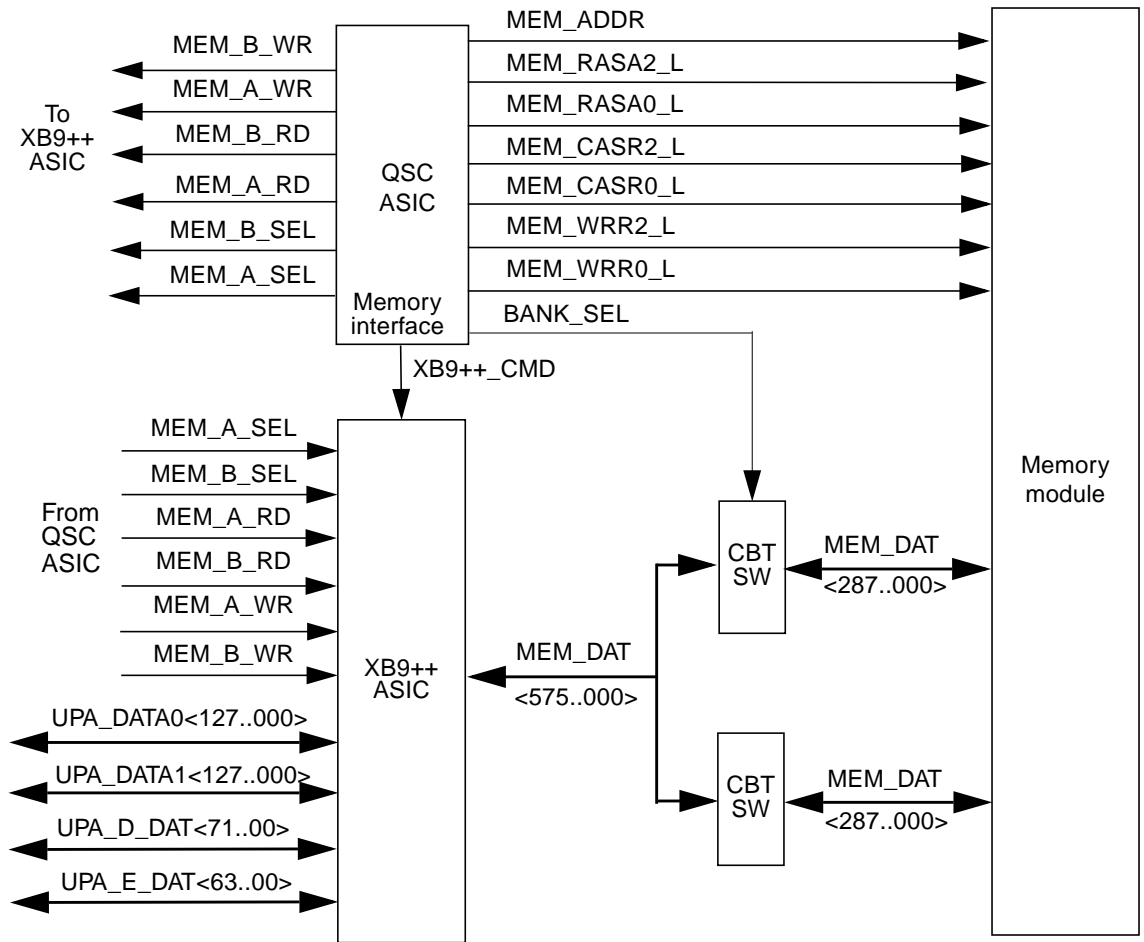 MEM_B_WR
MEM_A_WR
MEM_B_RD
MEM_A_RD
MEM_B_SEL
MEM_A_SEL
To
XB9++
ASIC
QSC
ASIC
Memory
interface
MEM_ADDR
MEM_RASA2_L
MEM_RASA0_L
MEM_CASR2_L
MEM_CASR0_L
MEM_WRR2_L
MEM_WRR0_L
BANK_SEL
XB9++_CMD
MEM_A_SEL
MEM_B_SEL
MEM_A_RD
MEM_B_RD
MEM_A_WR
MEM_B_WR
From
QSC
ASIC
UPA_DATA0<127..000>
UPA_DATA1<127..000>
UPA_D_DAT<71..00>
UPA_E_DAT<63..00>
XB9++
ASIC
MEM_DAT
<575..000>
CBT
SW
MEM_DAT
<287..000>
CBT
SW
MEM_DAT
<287..000>
Memory
module